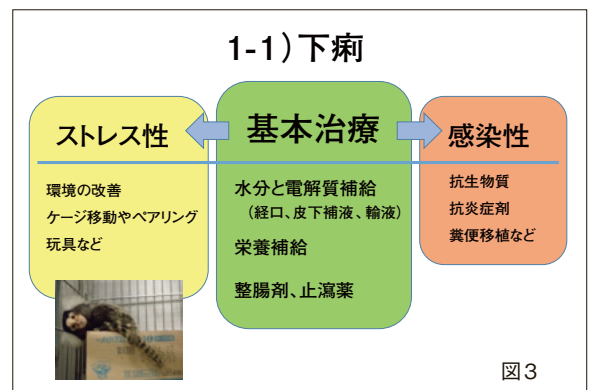 1-1)下痢
ストレス性
環境の改善
ケージ移動やペアリング
玩具など
基本治療
水分と電解質補給
(経口、皮下補液、輸液)
栄養補給
整腸剤、止瀉薬
感染性
抗生物質
抗炎症剤
糞便移植など
図3